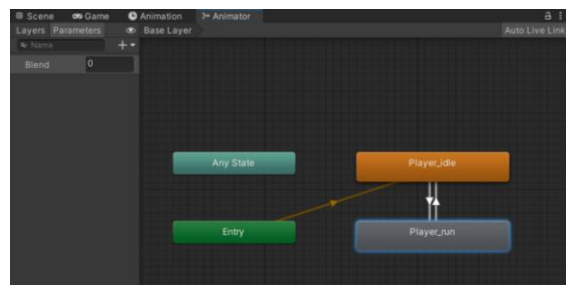 Scene Game Animation Animator
Layers Parameters Base Layer Auto Live Link
Name
Blend 0
Any State Player_idle
Entry Player_run